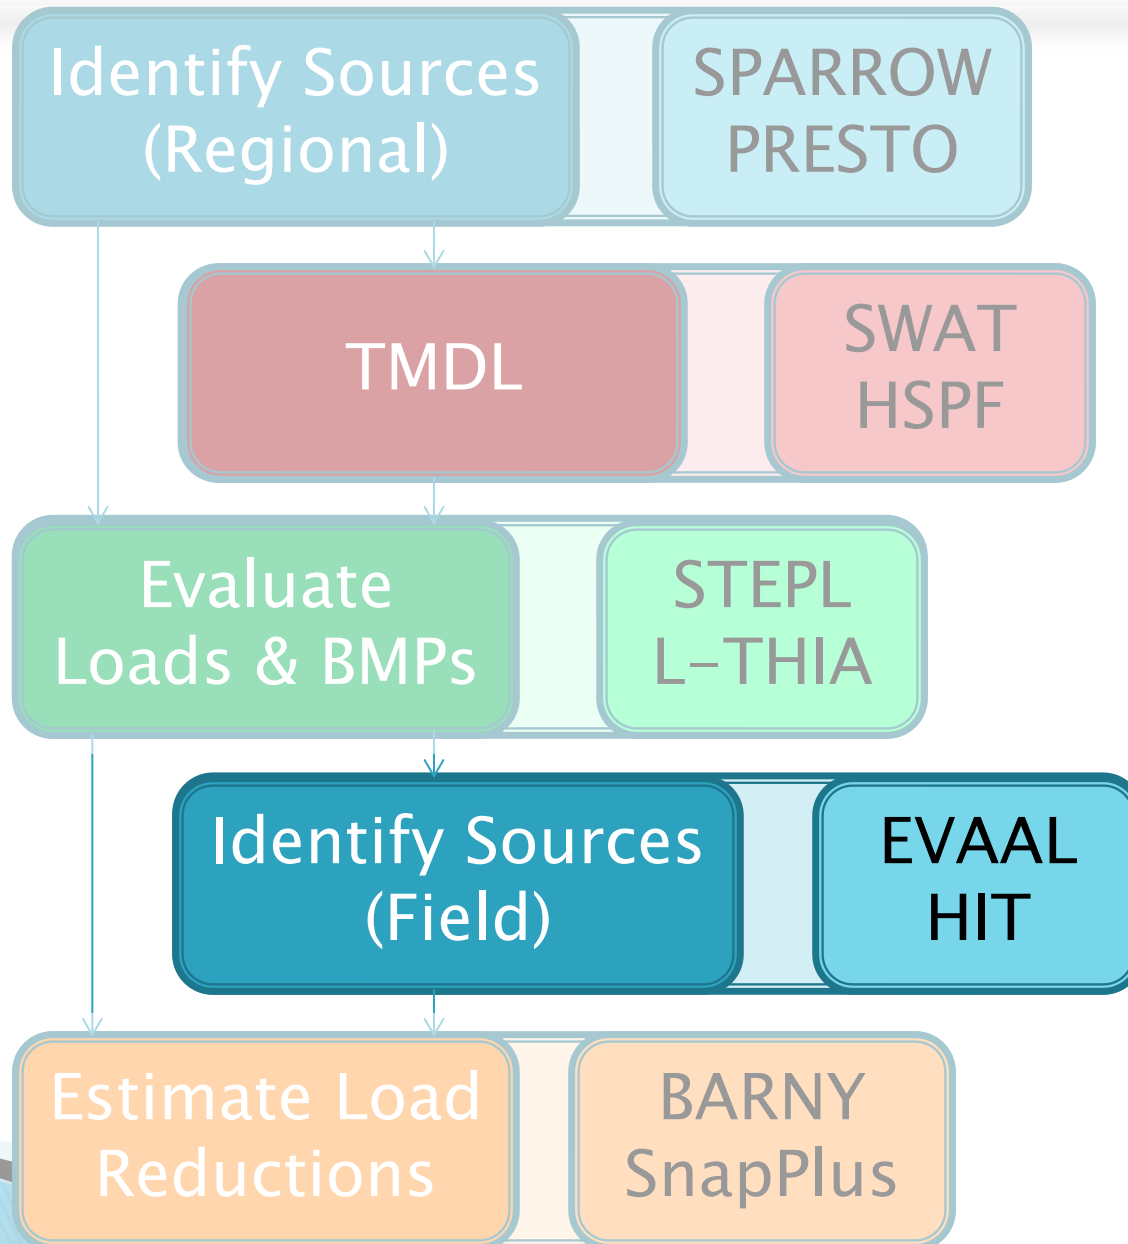 Identify Sources
(Regional)
SPARROW
PRESTO
TMDL
SWAT
HSPF
Evaluate
Loads & BMPs
STEPL
L-THIA
Identify Sources
(Field)
EVAAL
HIT
Estimate Load
Reductions
BARNY
SnapPlus